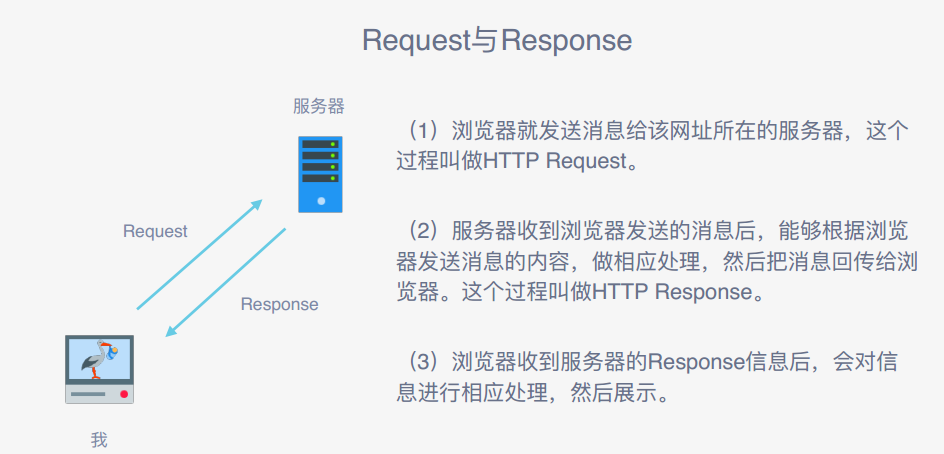 Request与Response
服务器
（1）浏览器就发送消息给该网址所在的服务器，这个
过程叫做HTTP Request。
Request
（2）服务器收到浏览器发送的消息后，能够根据浏览
器发送消息的内容，做相应处理，然后把消息回传给浏
览器。这个过程叫做HTTP Response。
Response
（3）浏览器收到服务器的Response信息后，会对信
息进行相应处理，然后展示。
我